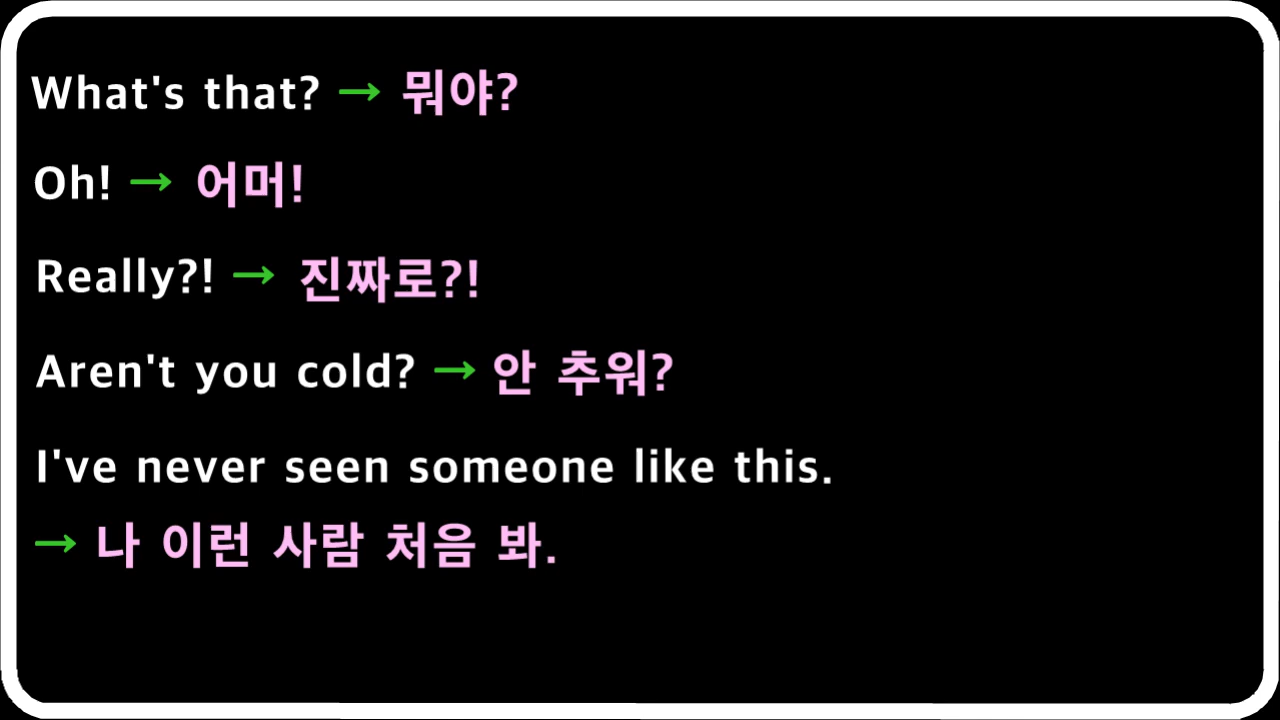 What's that? → 뭐야?
Oh! → 어머!
Really?! → 진짜로?!
Aren't you cold? → 안 추워?
I've never seen someone like this.
→ 나 이런 사람 처음 봐.